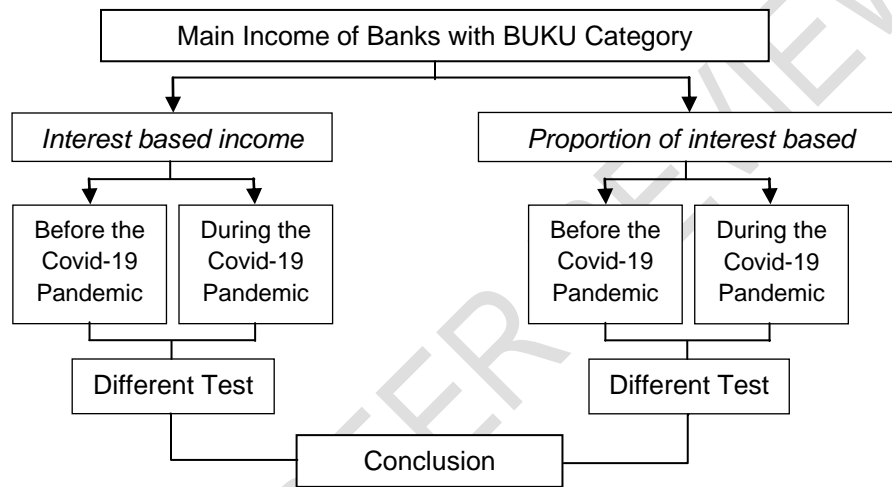 Main Income of Banks with BUKU Category
Interest based income
Proportion of interest based
Before the
Covid-19
Pandemic
During the
Covid-19
Pandemic
Before the
Covid-19
Pandemic
During the
Covid-19
Pandemic
Different Test
Different Test
Conclusion